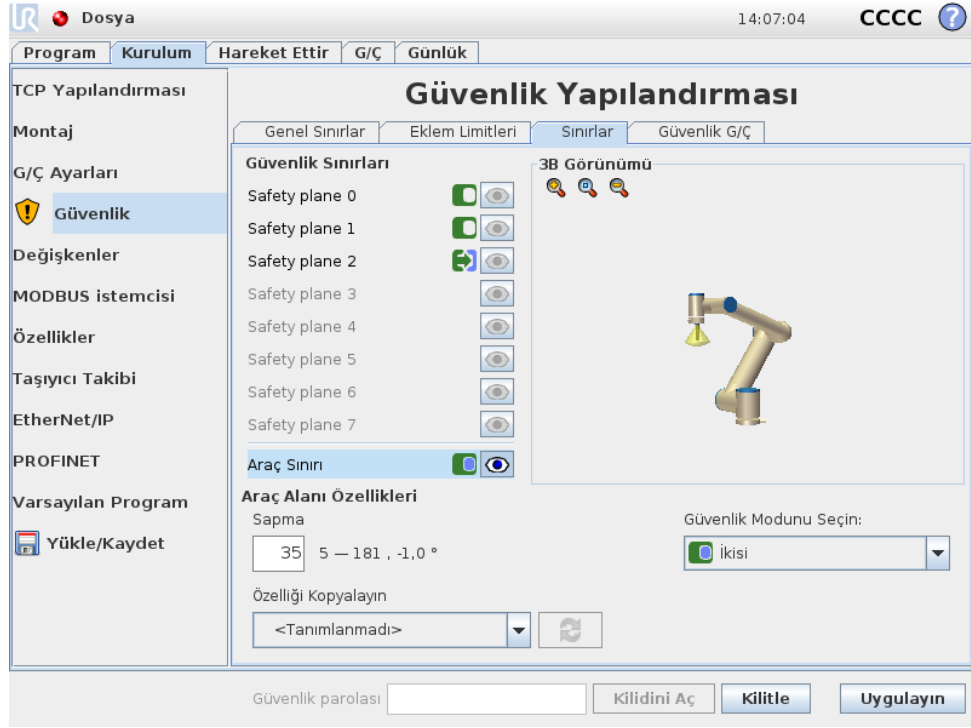 UR Dosya 14:07:04 CCCC ?
Program Kurulum Hareket Ettir G/Ç Günlük
TCP Yapılandırması
Montaj
G/Ç Ayarları
Güvenlik
Değişkenler
MODBUS istemcisi
Özellikler
Taşıyıcı Takibi
EtherNet/IP
PROFINET
Varsayılan Program
Yükle/Kaydet
Güvenlik Yapılandırması
Genel Sınırlar Eklem Limitleri Sınırlar Güvenlik G/Ç
Güvenlik Sınırları
Safety plane 0
Safety plane 1
Safety plane 2
Safety plane 3
Safety plane 4
Safety plane 5
Safety plane 6
Safety plane 7
Araç Sınırı
3B Görünümü
Araç Alanı Özellikleri
Sapma
35 5 — 181 , -1,0 °
Güvenlik Modunu Seçin:
İkisi
Özelliği Kopyalayın
<Tanımlanmadı>
Güvenlik parolası Kilidini Aç Kilitle Uygulayın